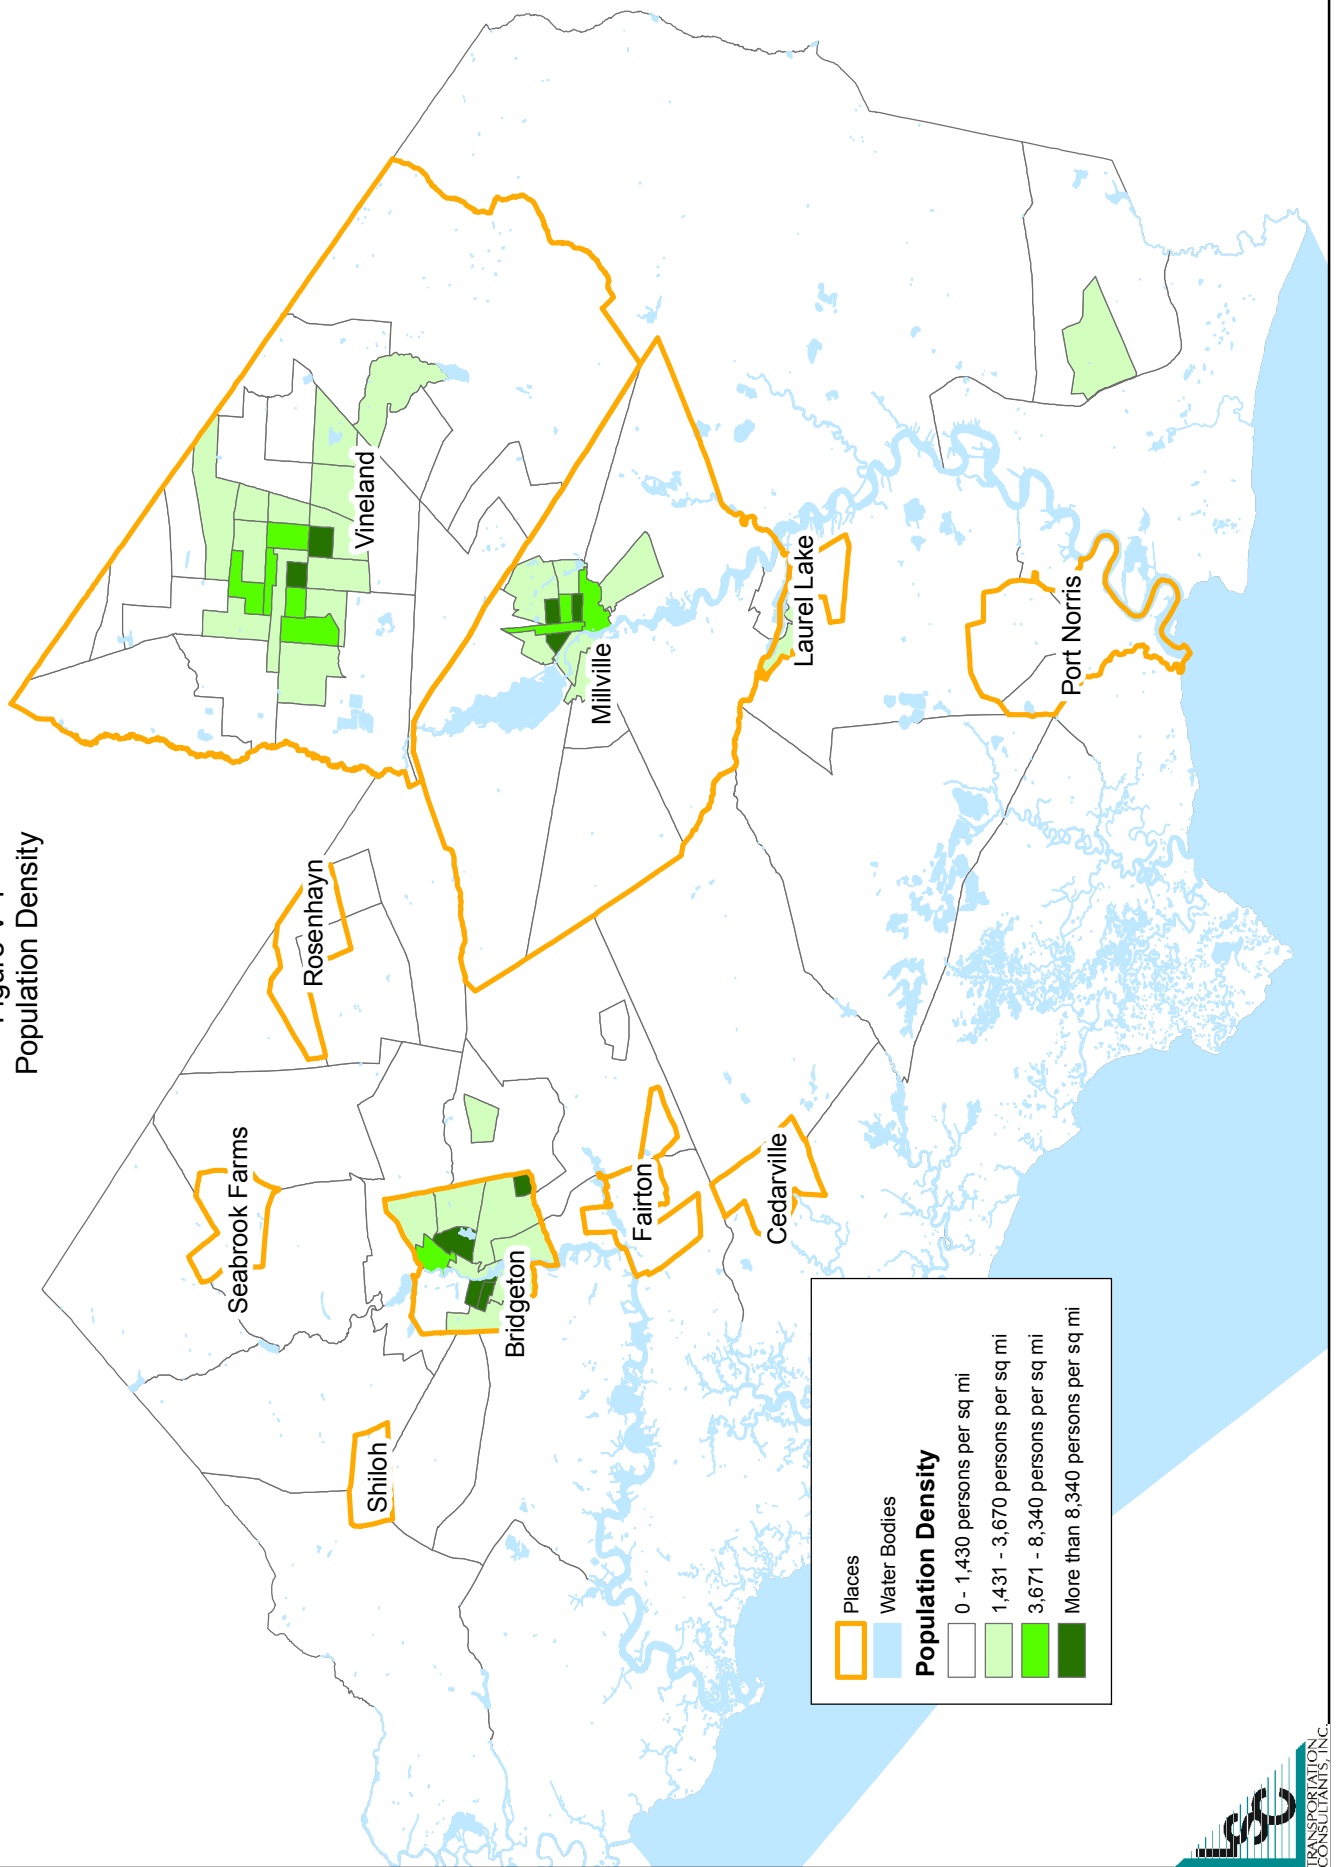 Population Density
Vineland
Millville
Laurel Lake
Port Norris
Rosenhayn
Seabrook Farms
Bridgeton
Fairton
Cedarville
Shiloh
Places
Water Bodies
Population Density
0 - 1,430 persons per sq mi
1,431 - 3,670 persons per sq mi
3,671 - 8,340 persons per sq mi
More than 8,340 persons per sq mi
LSC
TRANSPORTATION
CONSULTANTS, INC.